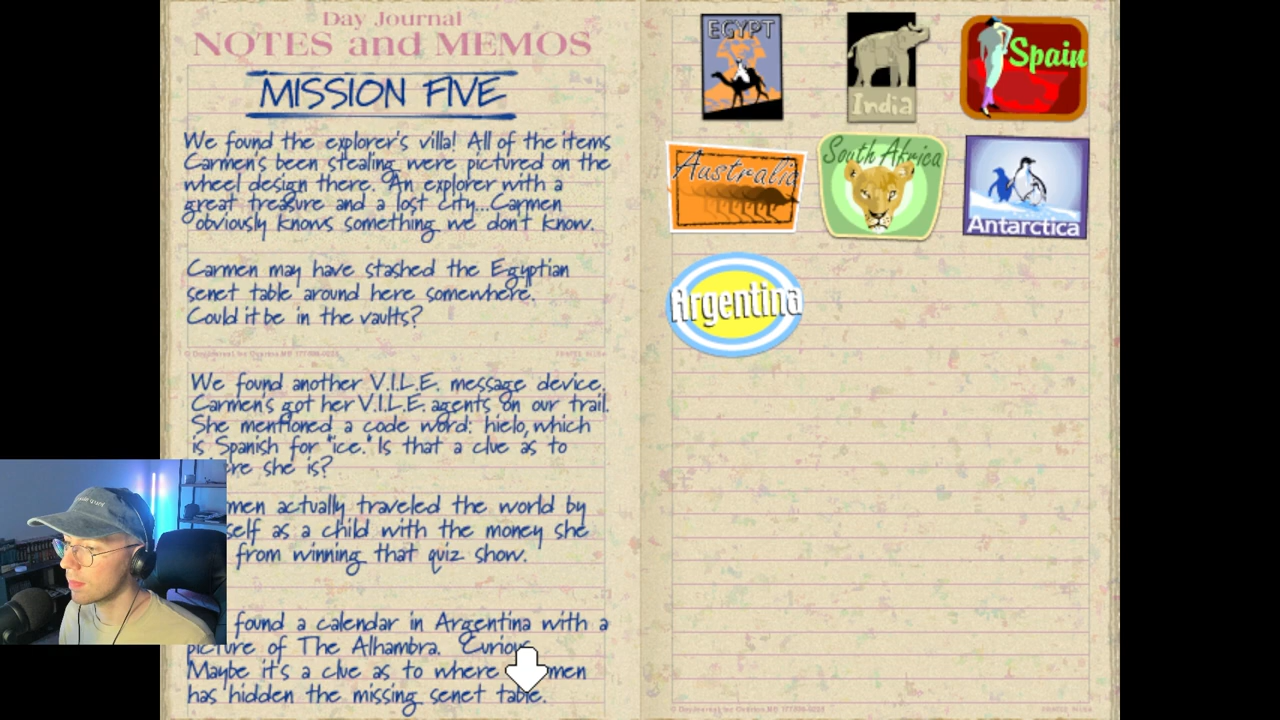 Day Journal
NOTES and MEMOS
MISSION FIVE
We found the explorer's villa! All of the items
Carmen's been stealing were pictured on the
wheel design there. An explorer with a
great treasure and a lost city...Carmen
obviously knows something we don't know.
Carmen may have stashed the Egyptian
senet table around here somewhere.
Could it be in the vaults?
We found another V.I.L.E. message device.
Carmen's got her V.I.L.E. agents on our trail.
She mentioned a code word: hielo, which
is Spanish for "ice." Is that a clue as to
she is?
actually traveled the world by
as a child with the money she
from winning that quiz show.
found a calendar in Argentina with a
picture of The Alhambra. Curious.
Maybe it's a clue as to where
has hidden the missing senet table.
EGYPT
India
Spain
Australia
South Africa
Antarctica
Argentina